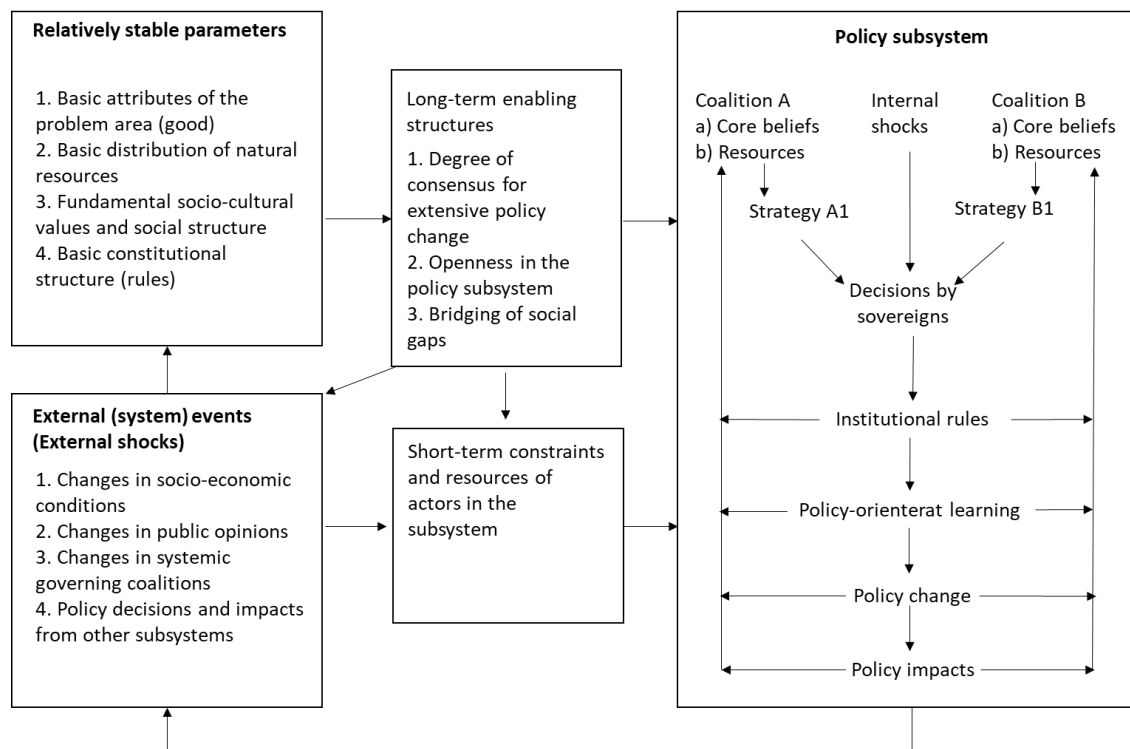 Relatively stable parameters
1. Basic attributes of the
problem area (good)
2. Basic distribution of natural
resources
3. Fundamental socio-cultural
values and social structure
4. Basic constitutional
structure (rules)
External (system) events
(External shocks)
1. Changes in socio-economic
conditions
2. Changes in public opinions
3. Changes in systemic
governing coalitions
4. Policy decisions and impacts
from other subsystems
Long-term enabling
structures
1. Degree of
consensus for
extensive policy
change
2. Openness in the
policy subsystem
3. Bridging of social
gaps
Short-term constraints
and resources of
actors in the
subsystem
Policy subsystem
Coalition A
a) Core beliefs
b) Resources
Internal
shocks
Coalition B
a) Core beliefs
b) Resources
Strategy A1
Strategy B1
Decisions by
sovereigns
Institutional rules
Policy-orienterat learning
Policy change
Policy impacts